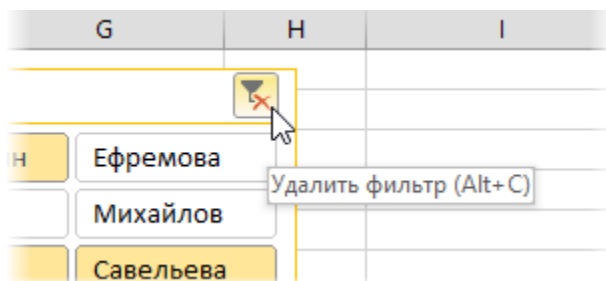 G H I
н Ефремова
Удалить фильтр (Alt+C)
Михайлов
Савельева